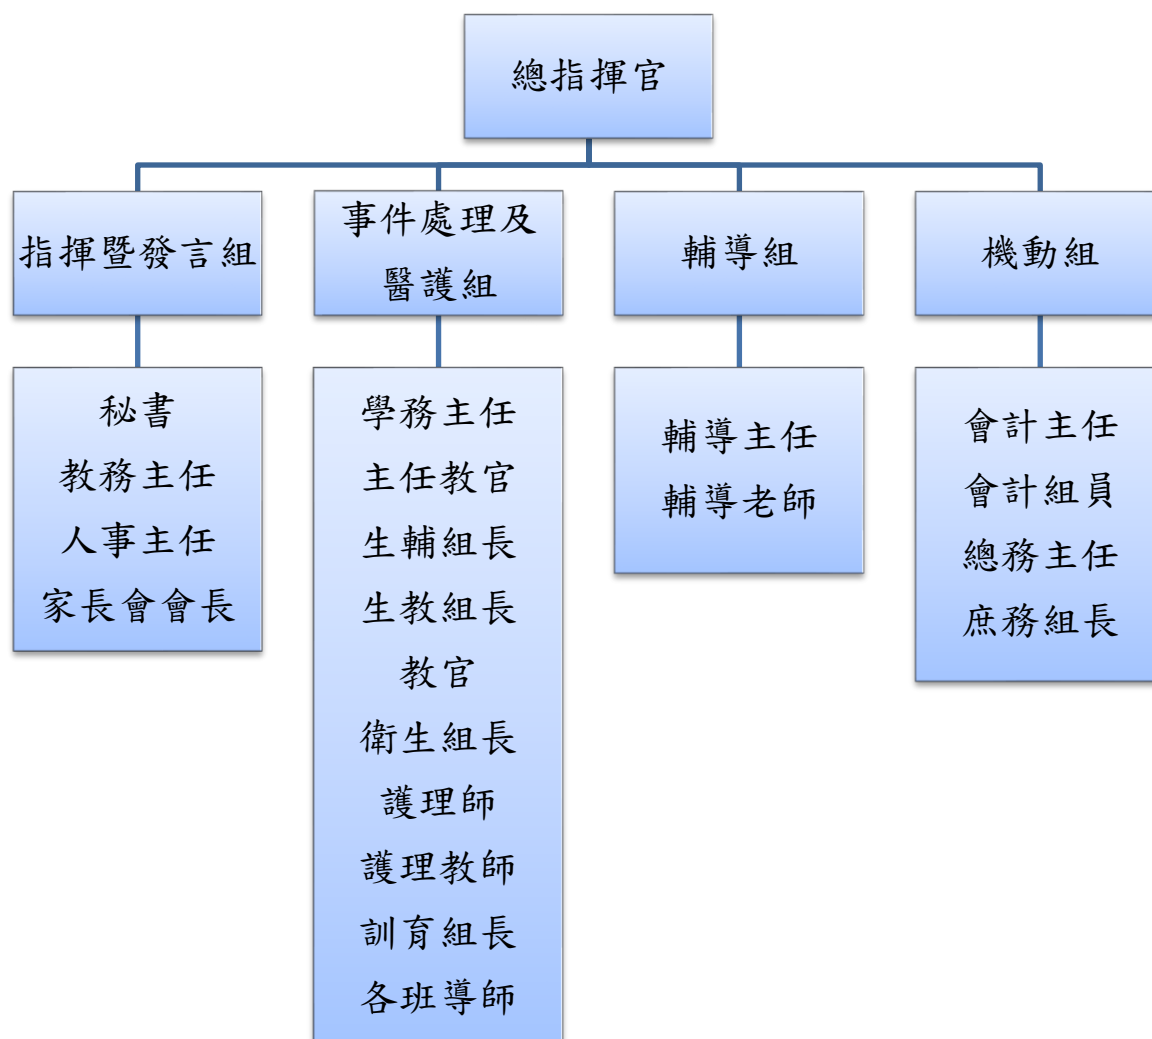 總指揮官
指揮暨發言組
事件處理及
醫護組
輔導組
機動組
秘書
教務主任
人事主任
家長會會長
學務主任
主任教官
生輔組長
生教組長
教官
衛生組長
護理師
護理教師
訓育組長
各班導師
輔導主任
輔導老師
會計主任
會計組員
總務主任
庶務組長